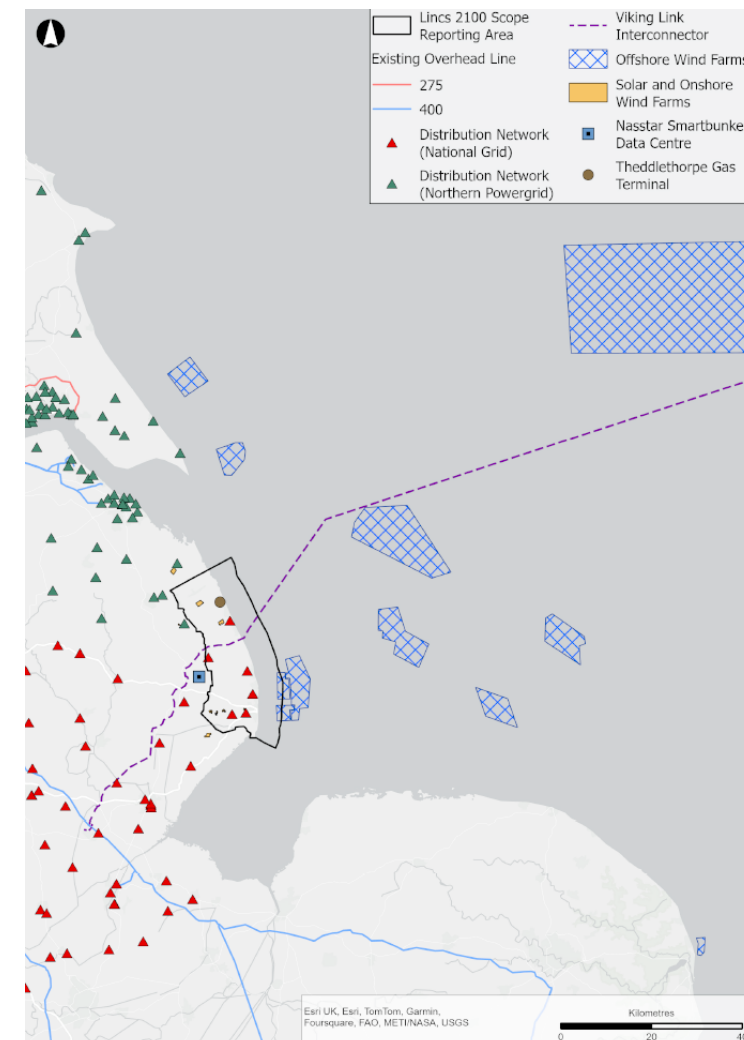 Lincs 2100 Scope
Reporting Area
Existing Overhead Line
275
400
Distribution Network
(National Grid)
Distribution Network
(Northern Powergrid)
Viking Link
Interconnector
Offshore Wind Farms
Solar and Onshore
Wind Farms
Nasstar Smartbunke
Data Centre
Theddlethorpe Gas
Terminal
Esri UK, Esri, TomTom, Garmin,
Foursquare, FAO, METI/NASA, USGS
Kilometres
0 20 40